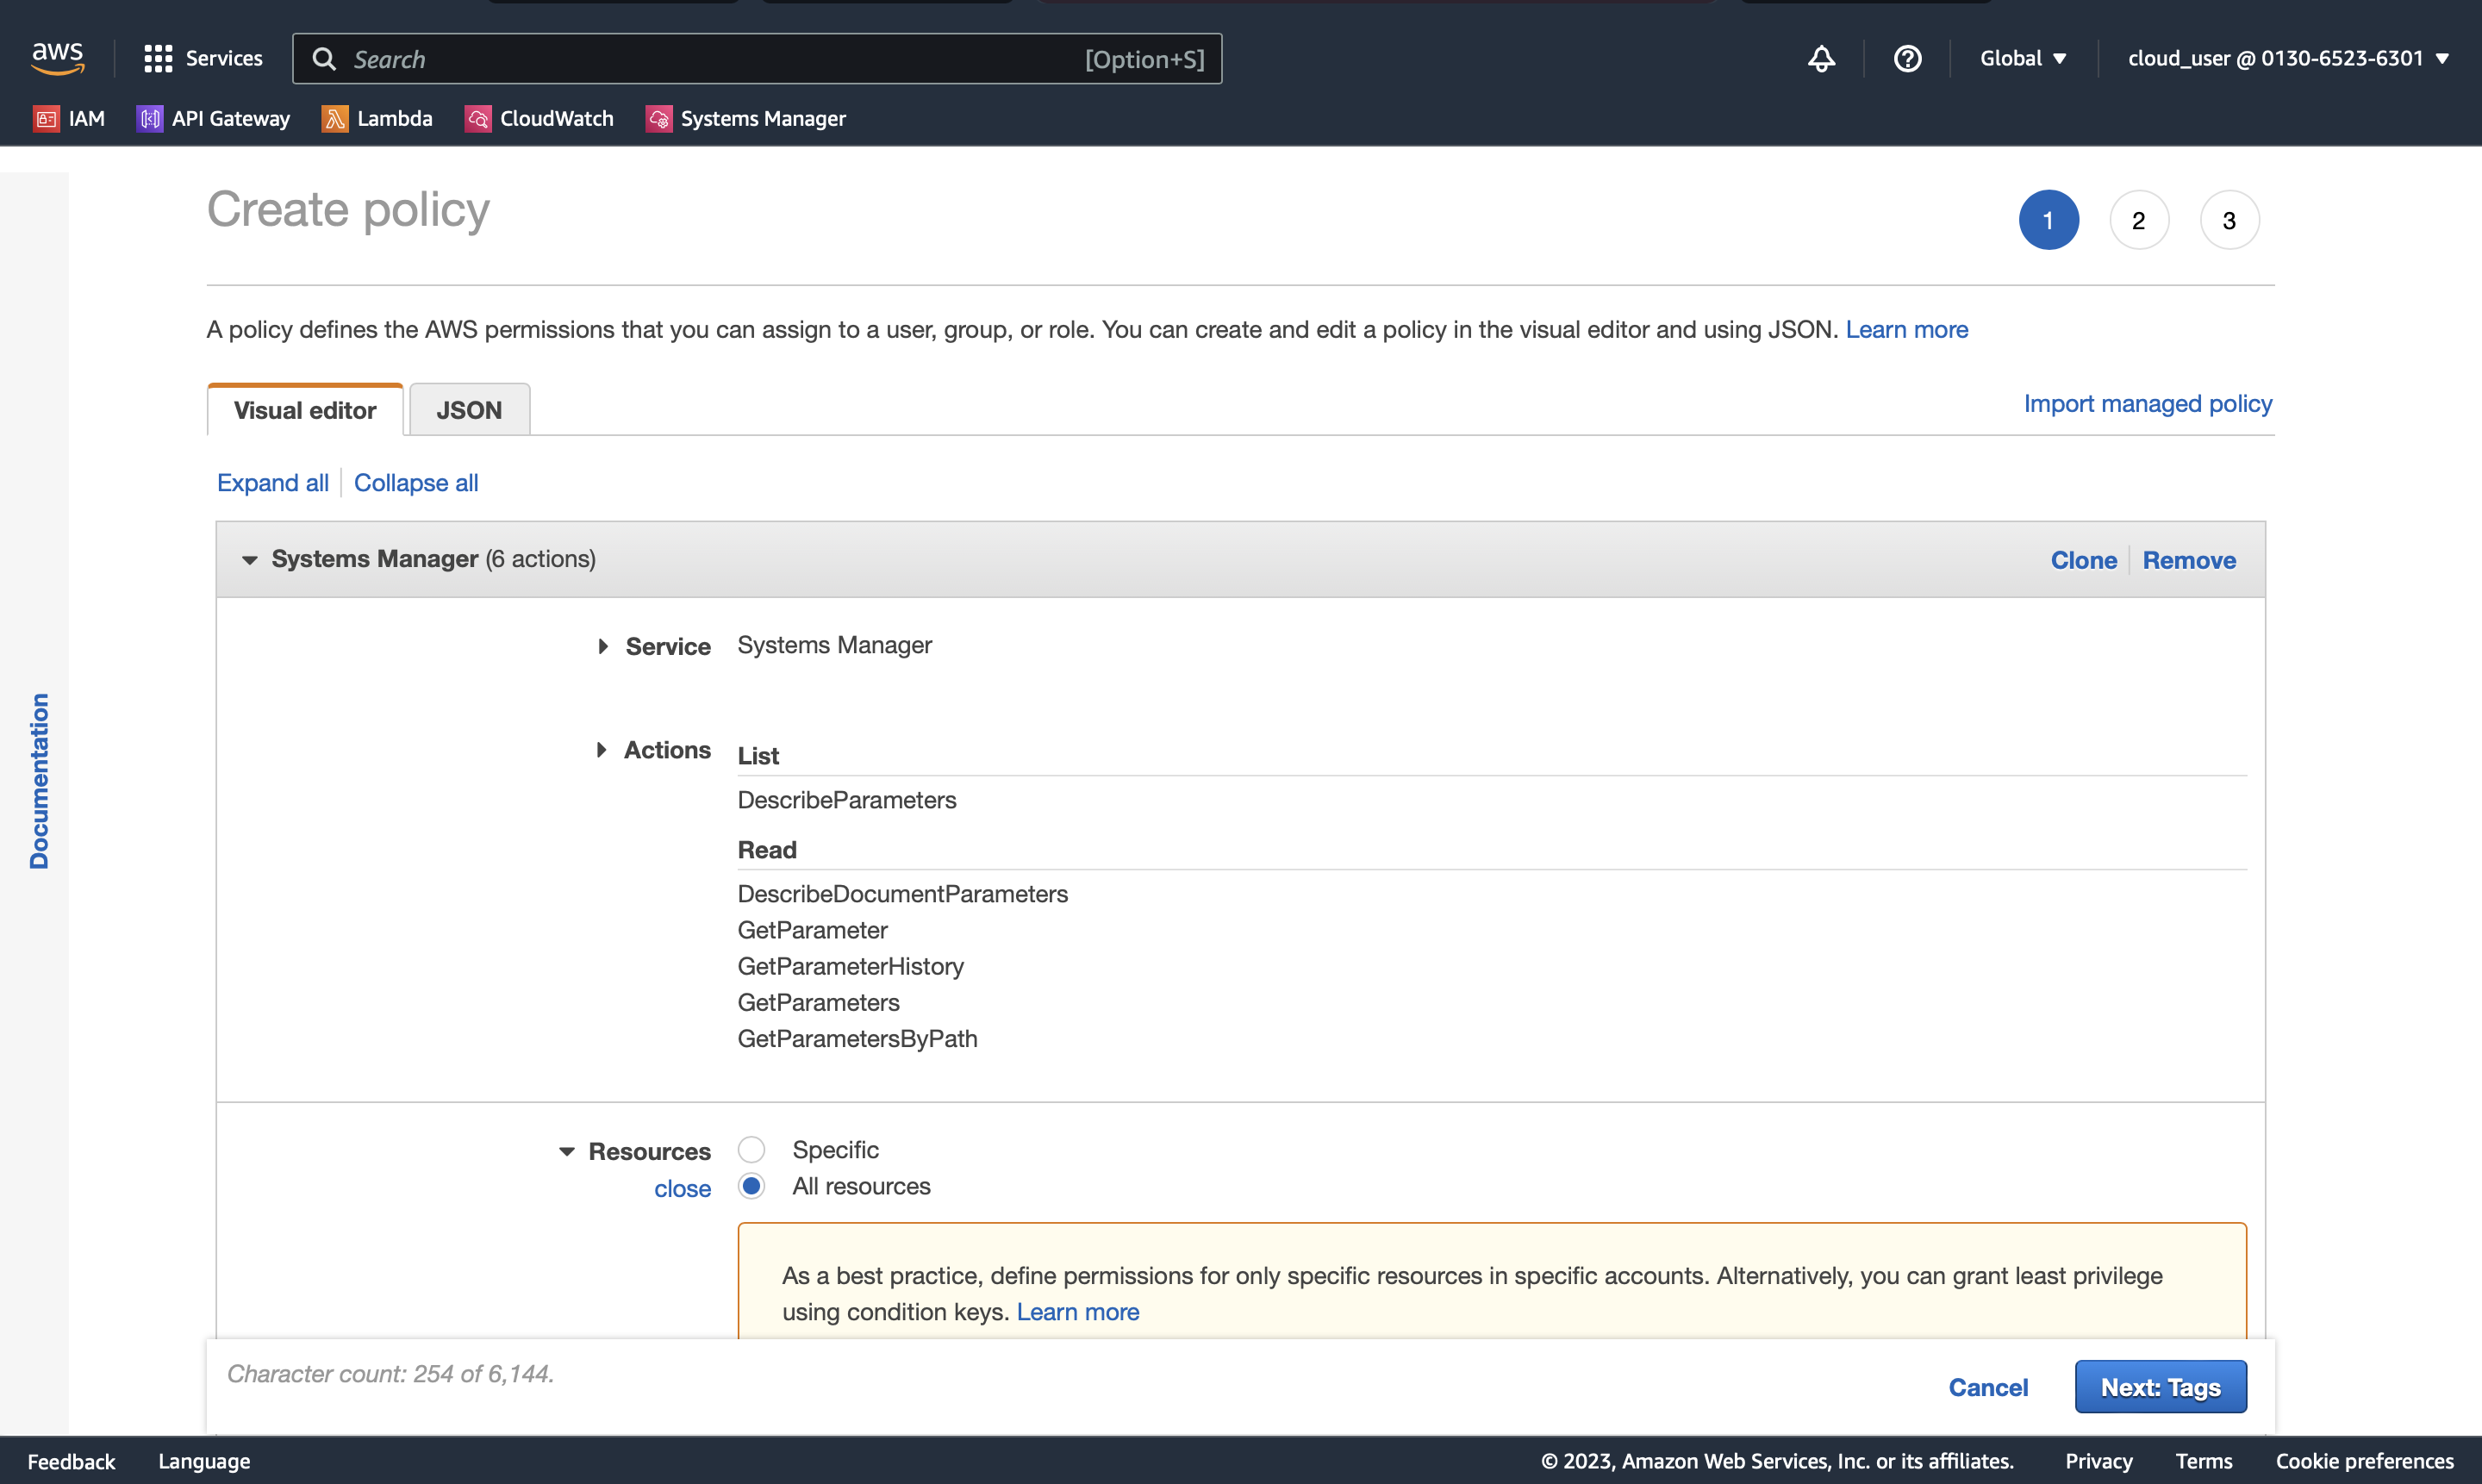 aws
Services
Search
[Option+S]
Global
cloud_user @ 0130-6523-6301
IAM
API Gateway
Lambda
CloudWatch
Systems Manager
Create policy
1
2
3
A policy defines the AWS permissions that you can assign to a user, group, or role. You can create and edit a policy in the visual editor and using JSON. Learn more
Visual editor
JSON
Import managed policy
Expand all
Collapse all
Systems Manager (6 actions)
Clone
Remove
Service
Systems Manager
Actions
List
DescribeParameters
Read
DescribeDocumentParameters
GetParameter
GetParameterHistory
GetParameters
GetParametersByPath
Resources
close
Specific
All resources
As a best practice, define permissions for only specific resources in specific accounts. Alternatively, you can grant least privilege
using condition keys. Learn more
Documentation
Character count: 254 of 6,144.
Cancel
Next: Tags
Feedback
Language
© 2023, Amazon Web Services, Inc. or its affiliates.
Privacy
Terms
Cookie preferences